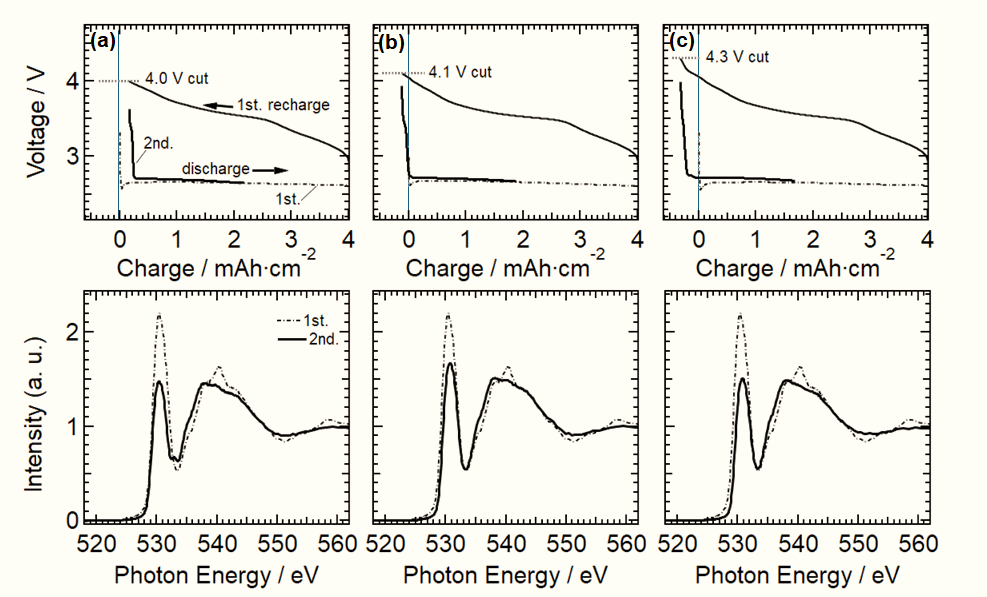 (a)
4.0 V cut
1st. recharge
2nd.
discharge
1st.
Voltage / V
4
3
0 1 2 3 4
Charge / mAh·cm-2
(b)
4.1 V cut
0 1 2 3 4
Charge / mAh·cm-2
(c)
4.3 V cut
0 1 2 3 4
Charge / mAh·cm-2
Intensity (a. u.)
2
1
0
1st.
2nd.
520 530 540 550 560
Photon Energy / eV
520 530 540 550 560
Photon Energy / eV
520 530 540 550 560
Photon Energy / eV